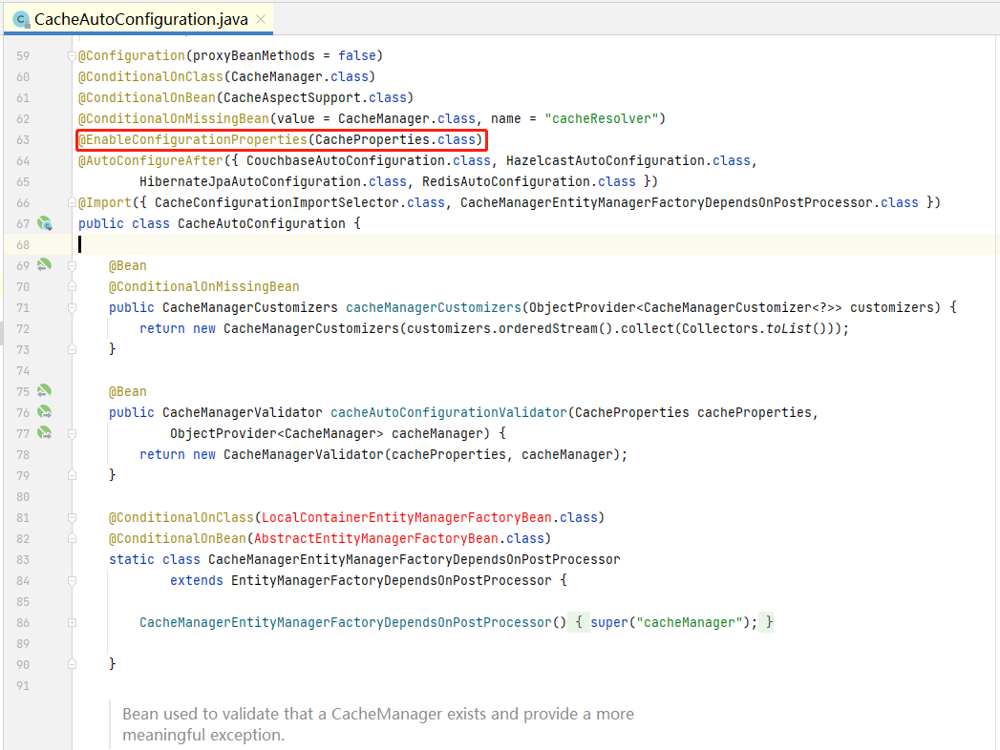 CacheAutoConfiguration.java
59 @Configuration(proxyBeanMethods = false)
60 @ConditionalOnClass(CacheManager.class)
61 @ConditionalOnBean(CacheAspectSupport.class)
62 @ConditionalOnMissingBean(value = CacheManager.class, name = "cacheResolver")
63 @EnableConfigurationProperties(CacheProperties.class)
64 @AutoConfigureAfter({ CouchbaseAutoConfiguration.class, HazelcastAutoConfiguration.class,
65 HibernateJpaAutoConfiguration.class, RedisAutoConfiguration.class })
66 @Import({ CacheConfigurationImportSelector.class, CacheManagerEntityManagerFactoryDependsOnPostProcessor.class })
67 public class CacheAutoConfiguration {
68
69 @Bean
70 @ConditionalOnMissingBean
71 public CacheManagerCustomizers cacheManagerCustomizers(ObjectProvider<CacheManagerCustomizer<?>> customizers) {
72 return new CacheManagerCustomizers(customizers.orderedStream().collect(Collectors.toList()));
73 }
74
75 @Bean
76 public CacheManagerValidator cacheAutoConfigurationValidator(CacheProperties cacheProperties,
77 ObjectProvider<CacheManager> cacheManager) {
78 return new CacheManagerValidator(cacheProperties, cacheManager);
79 }
80
81 @ConditionalOnClass(LocalContainerEntityManagerFactoryBean.class)
82 @ConditionalOnBean(AbstractEntityManagerFactoryBean.class)
83 static class CacheManagerEntityManagerFactoryDependsOnPostProcessor
84 extends EntityManagerFactoryDependsOnPostProcessor {
85
86 CacheManagerEntityManagerFactoryDependsOnPostProcessor() { super("cacheManager"); }
89
90 }
91
Bean used to validate that a CacheManager exists and provide a more
meaningful exception.